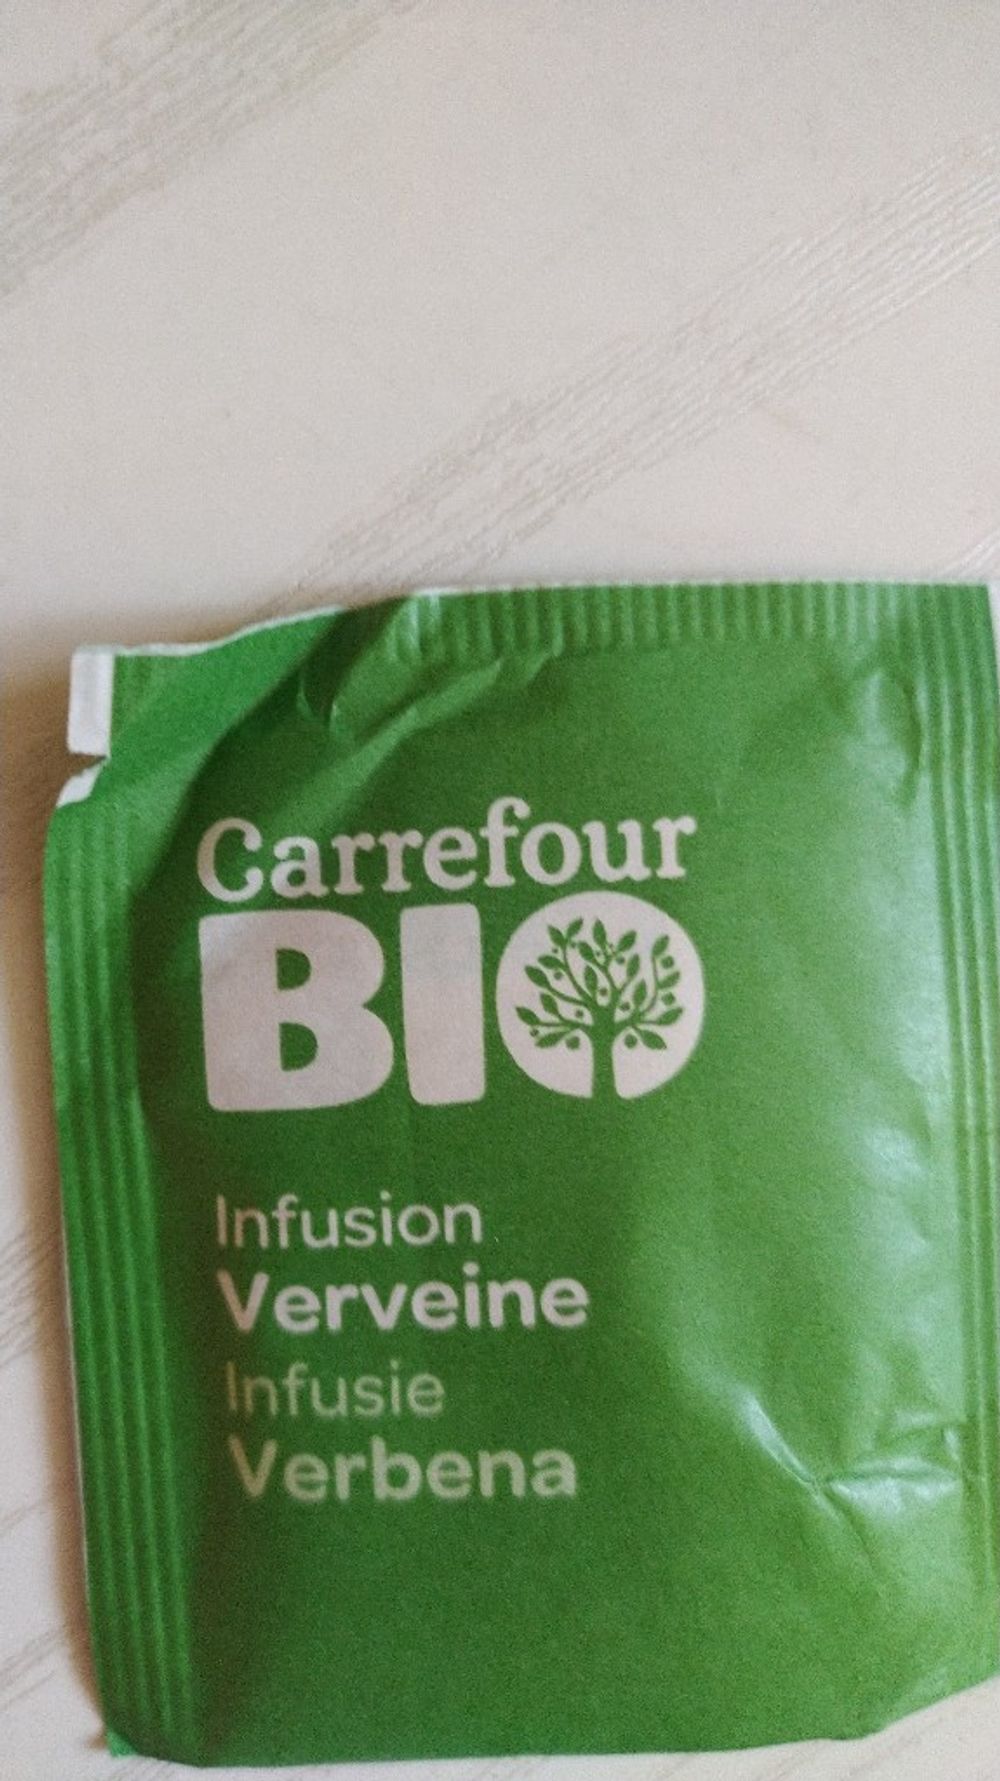 Carrefour
BIO
Infusion
Verveine
Infusie
Verbena